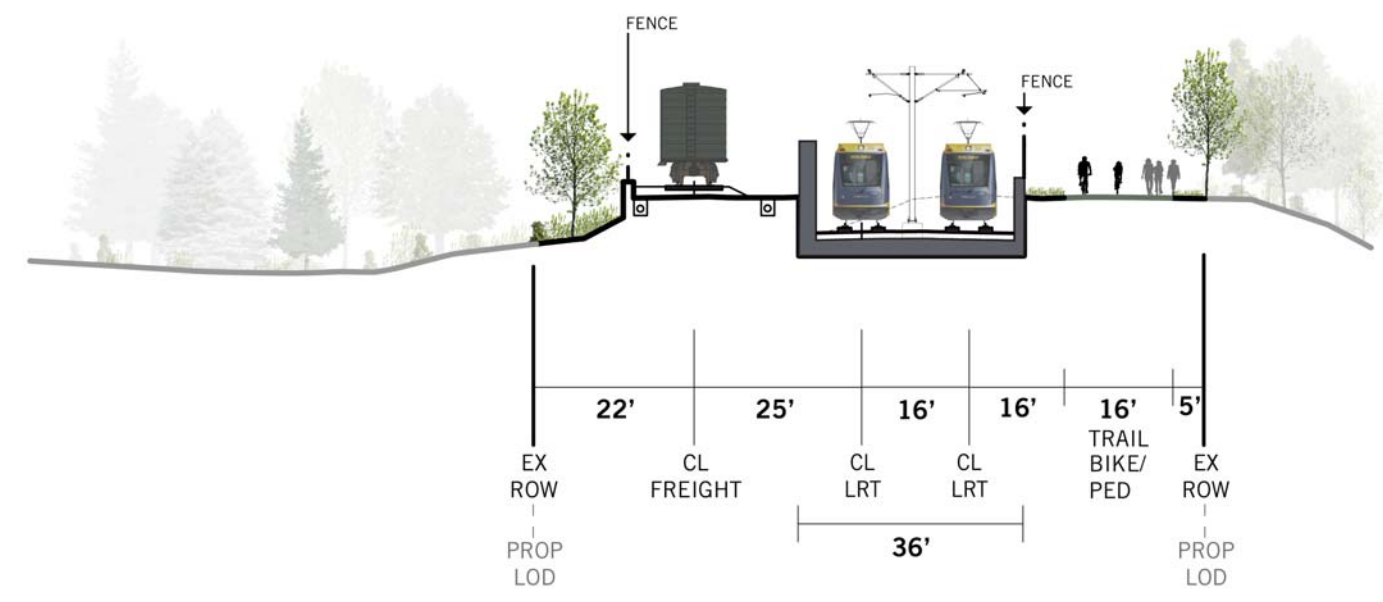 FENCE
FENCE
22’
25’
16’
16’
16’
5’
TRAIL
BIKE/
PED
EX
ROW
CL
FREIGHT
CL
LRT
CL
LRT
EX
ROW
36’
PROP
LOD
PROP
LOD